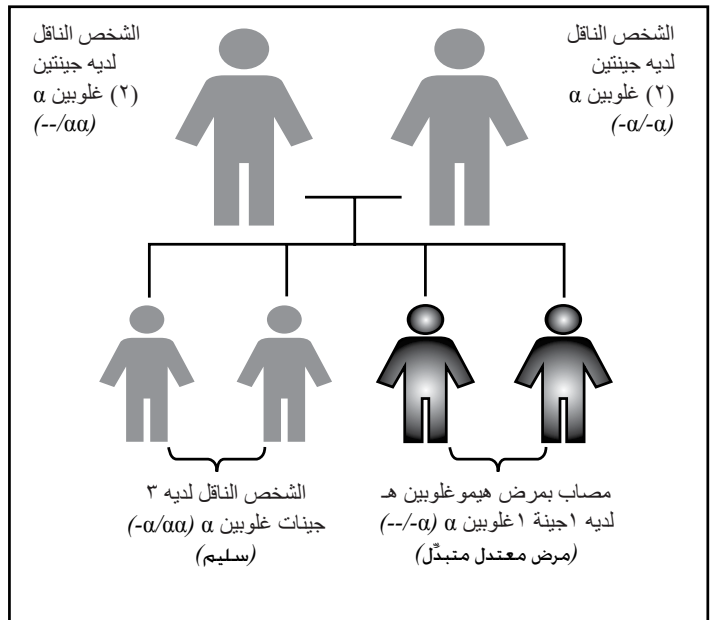 الشخص الناقل
لديه جينتين
(٢) غلوبين α
(-α/-α)
الشخص الناقل
لديه جينتين
(٢) غلوبين α
(--/αα)
مصاب بمرض هيموغلوبين هـ
لديه ١جينة ١غلوبين α (--/-α)
(مرض معتدل متبدِّل)
الشخص الناقل لديه ٣
جينات غلوبين α (-α/αα)
(سليم)